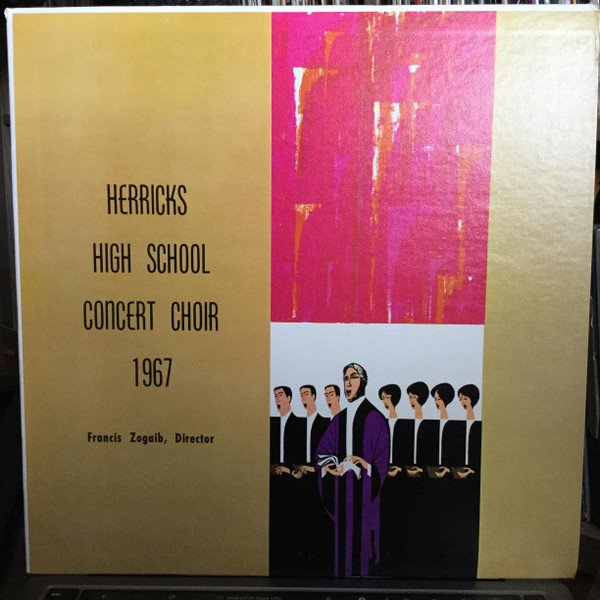 HERRICKS
HIGH SCHOOL
CONCERT CHOIR
1967
Francis Zogaib, Director